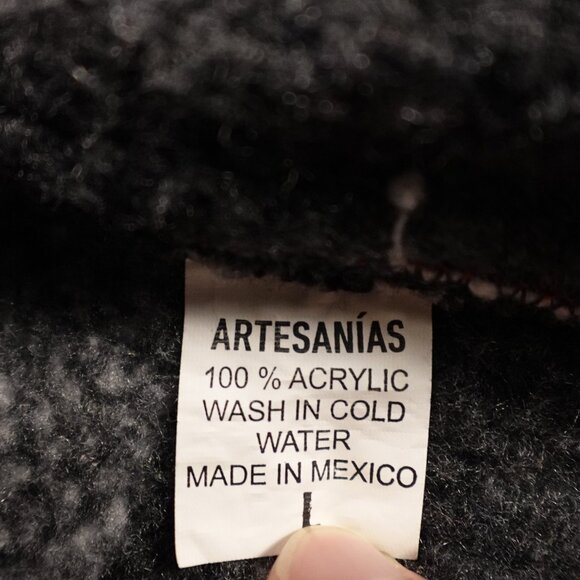 ARTESANÍAS
100 % ACRYLIC
WASH IN COLD
WATER
MADE IN MEXICO
L